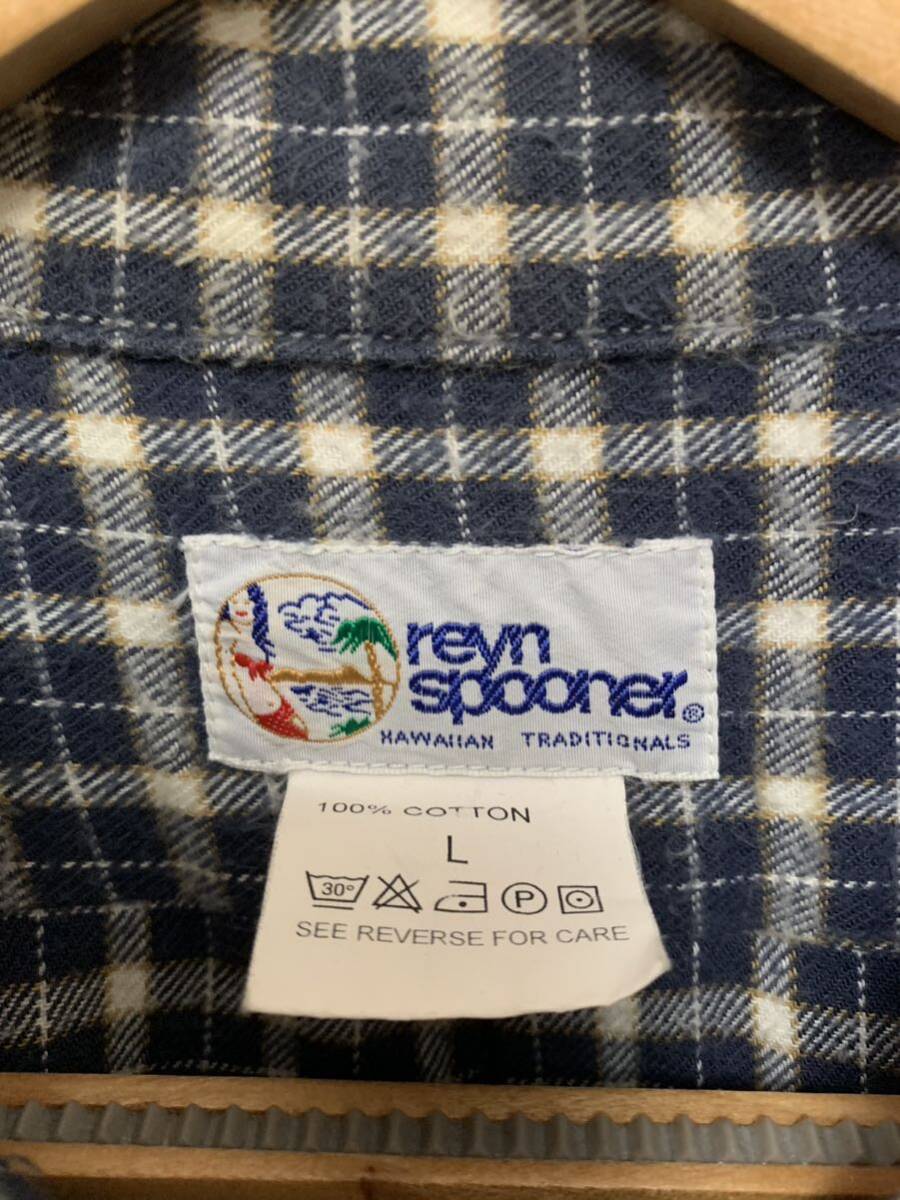 reyn
spooner®
HAWAIIAN TRADITIONALS
100% COTTON
L
30° P
SEE REVERSE FOR CARE